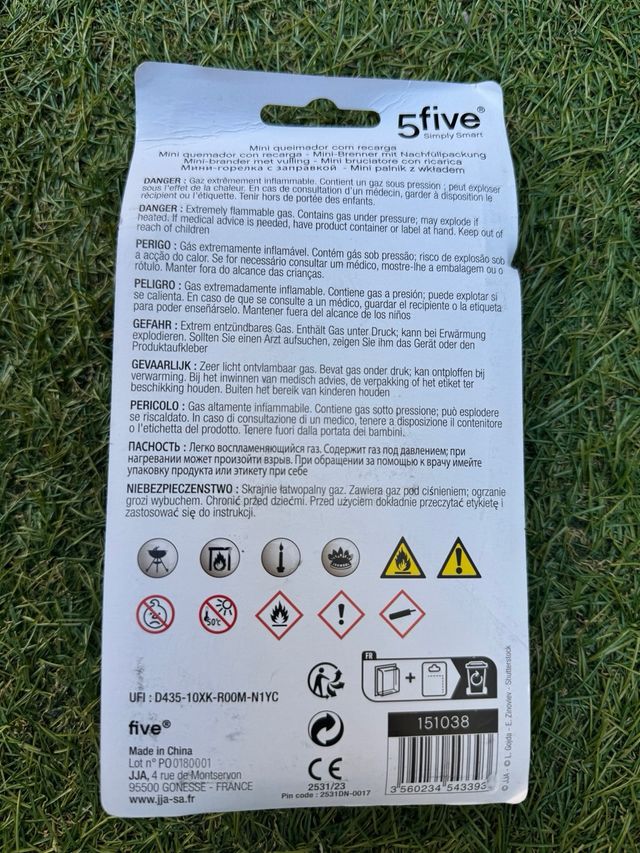 5five®
Simply Smart
Mini queimador com recarga
Mini quemador con recarga - Mini-Brenner mit Nachfüllpackung
Mini-brander met vulling - Mini bruciatore con ricarica
Мини-горелка с заправкой - Mini palnik z wkładem
DANGER : Gaz extrêmement inflammable. Contient un gaz sous pression ; peut exploser
sous l'effet de la chaleur. En cas de consultation d'un médecin, garder à disposition le
récipient ou l'étiquette. Tenir hors de portée des enfants.
DANGER : Extremely flammable gas. Contains gas under pressure; may explode if
heated. If medical advice is needed, have product container or label at hand. Keep out of
reach of children
PERIGO : Gás extremamente inflamável. Contém gás sob pressão; risco de explosão sob
a acção do calor. Se for necessário consultar um médico, mostre-lhe a embalagem ou o
rótulo. Manter fora do alcance das crianças.
PELIGRO : Gas extremadamente inflamable. Contiene gas a presión; puede explotar si
se calienta. En caso de que se consulte a un médico, guardar el recipiente o la etiqueta
para poder enseñárselo. Mantener fuera del alcance de los niños
GEFAHR : Extrem entzündbares Gas. Enthält Gas unter Druck; kann bei Erwärmung
explodieren. Sollten Sie einen Arzt aufsuchen, zeigen Sie ihm das Gerät oder den
Produktaufkleber
GEVAARLIJK : Zeer licht ontvlambaar gas. Bevat gas onder druk; kan ontploffen bij
verwarming. Bij het inwinnen van medisch advies, de verpakking of het etiket ter
beschikking houden. Buiten het bereik van kinderen houden
PERICOLO : Gas altamente infiammabile. Contiene gas sotto pressione; può esplodere
se riscaldato. In caso di consultazione di un medico, tenere a disposizione il contenitore
o l'etichetta del prodotto. Tenere fuori dalla portata dei bambini.
ПАСНОСТЬ : Легко воспламеняющийся газ. Содержит газ под давлением; при
нагревании может произойти взрыв. При обращении за помощью к врачу имейте
упаковку продукта или этикету при себе
NIEBEZPIECZEŃSTWO : Skrajnie łatwopalny gaz. Zawiera gaz pod ciśnieniem; ogrzanie
grozi wybuchem. Chronić przed dziećmi. Przed użyciem dokładnie przeczytać etykietę i
zastosować się do instrukcji.
50°C
FR
UFI : D435-10XK-R00M-N1YC
five®
Made in China
Lot n° PO0180001
JJA, 4 rue de Montservon
95500 GONESSE - FRANCE
www.jja-sa.fr
CE
2531/23
Pin code : 2531DN-0017
151038
3 560234 543393
© JJA - © L. Gojda - E. Zinoviev - Shutterstock